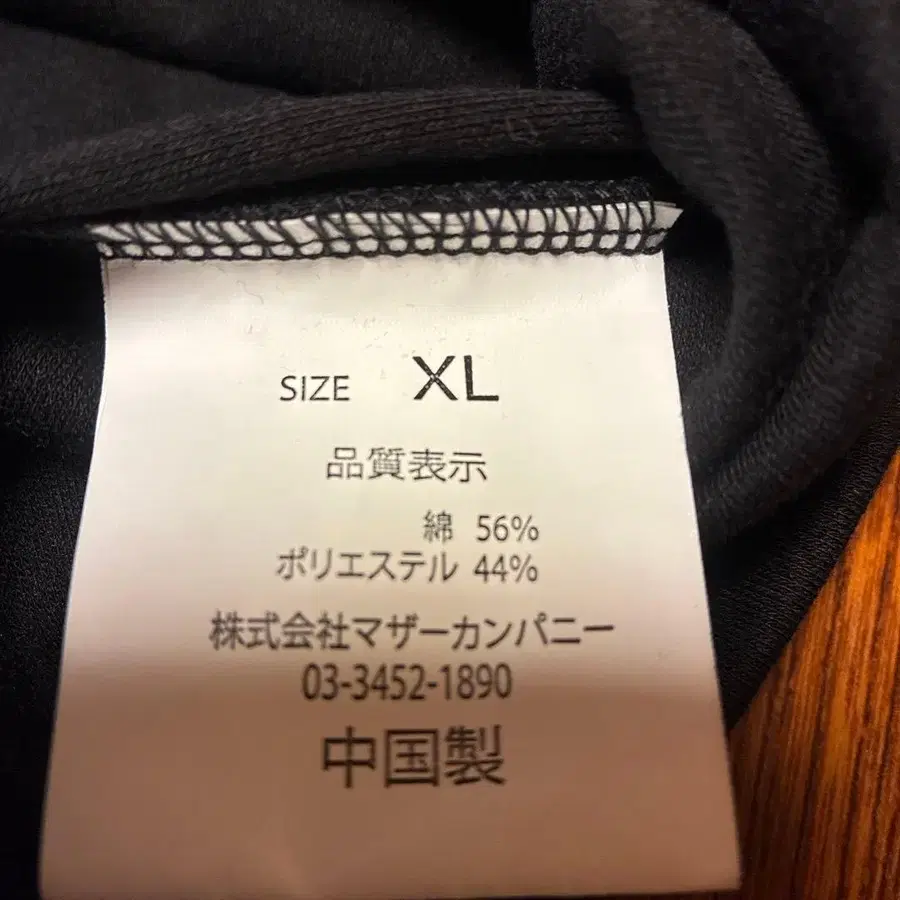 SIZE XL
品質表示
綿 56%
ポリエステル 44%
株式会社マザーカンパニー
03-3452-1890
中国製